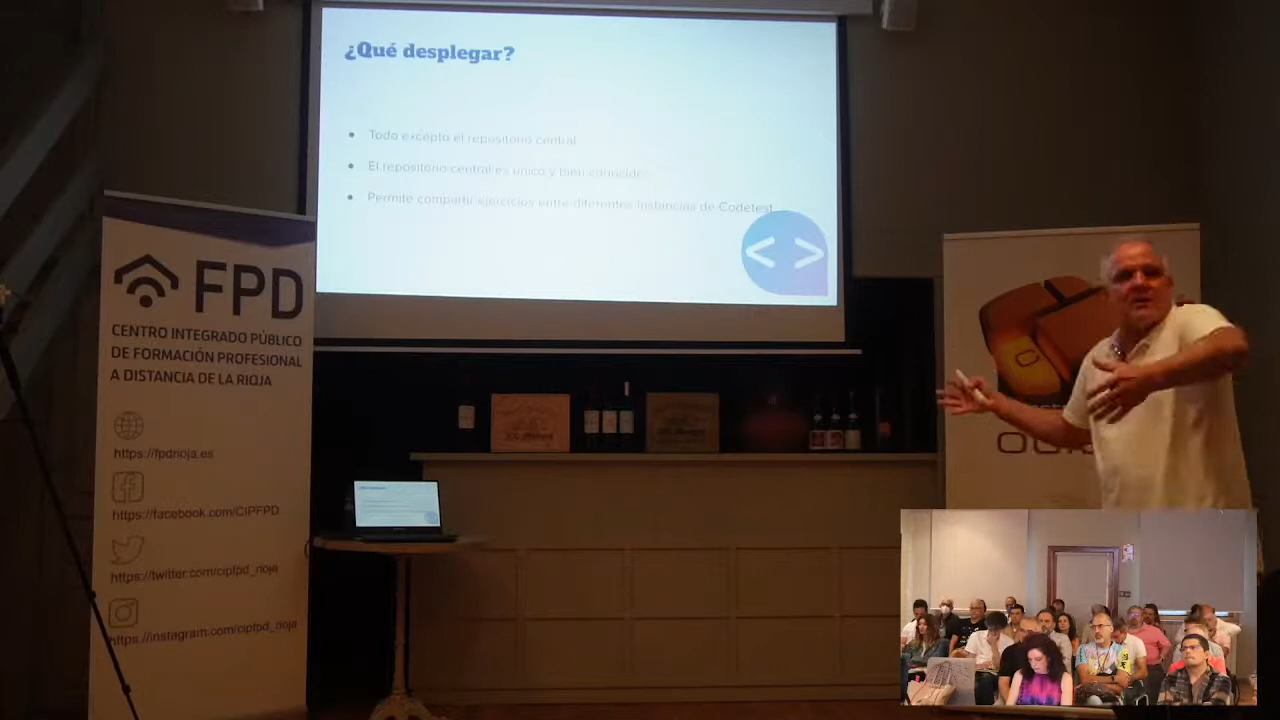 ¿Qué desplegar?
Todo excepto el repositorio central
El repositorio central es único y bien conocido
Permite compartir ejercicios entre diferentes instancias de Codetest
< >
FPD
CENTRO INTEGRADO PÚBLICO
DE FORMACIÓN PROFESIONAL
A DISTANCIA DE LA RIOJA
https://fpdrioja.es
https://facebook.com/CIPFPD
https://twitter.com/cipfpd_rioja
https://instagram.com/cipfpd_rioja